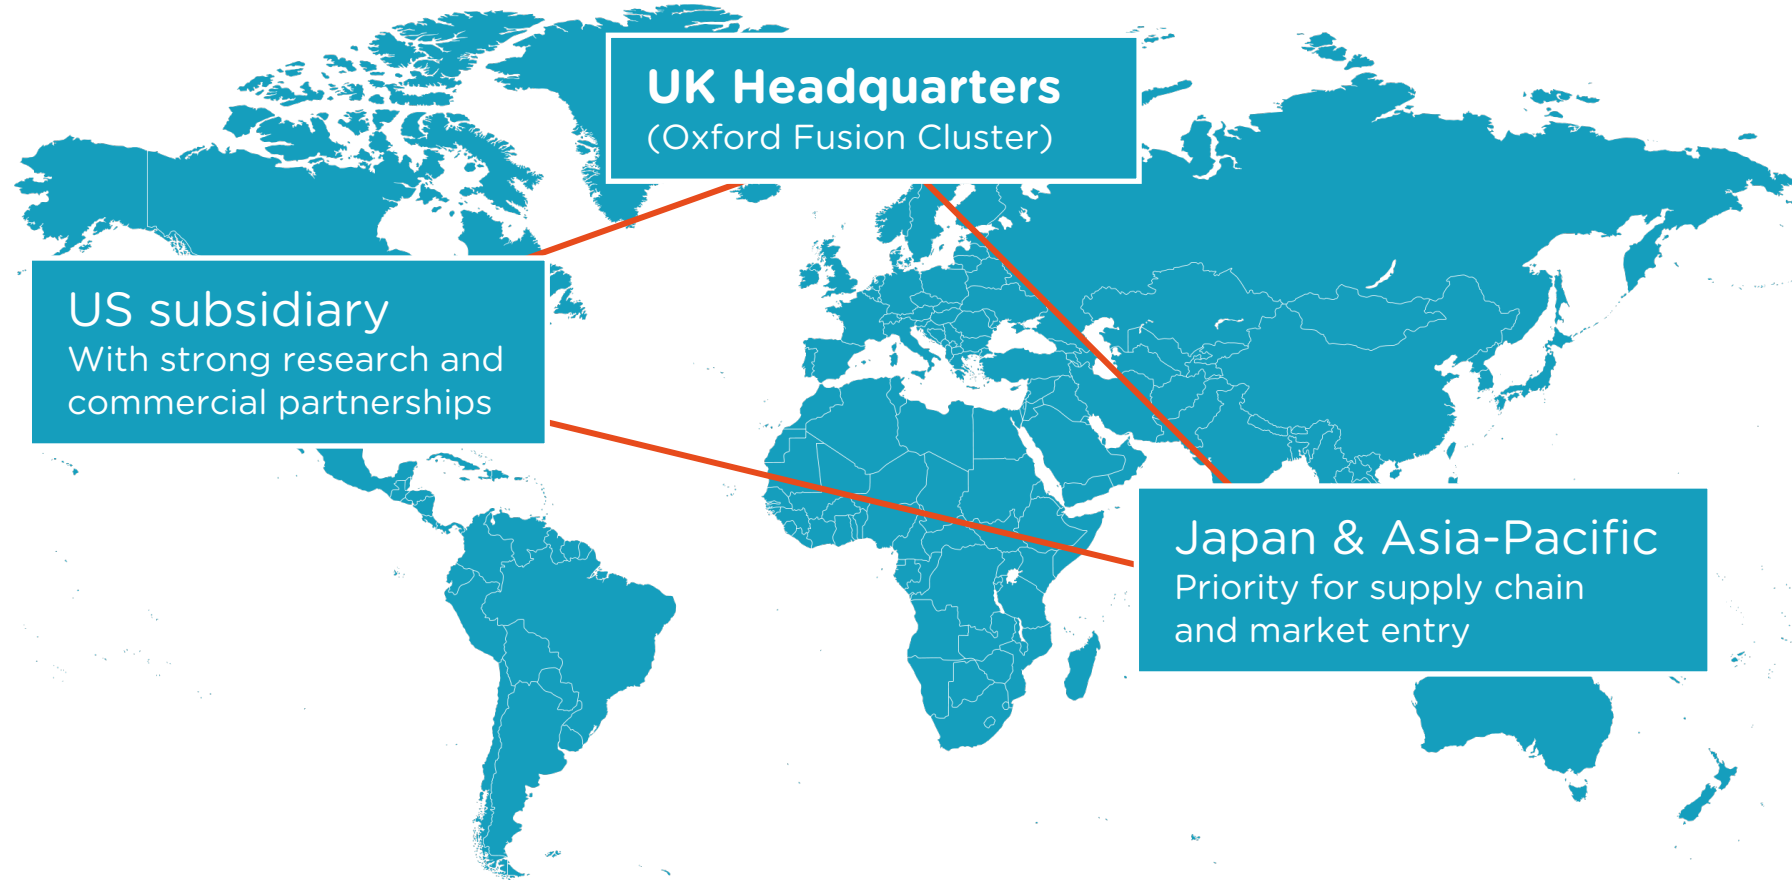 UK Headquarters
(Oxford Fusion Cluster)
US subsidiary
With strong research and
commercial partnerships
Japan & Asia-Pacific
Priority for supply chain
and market entry